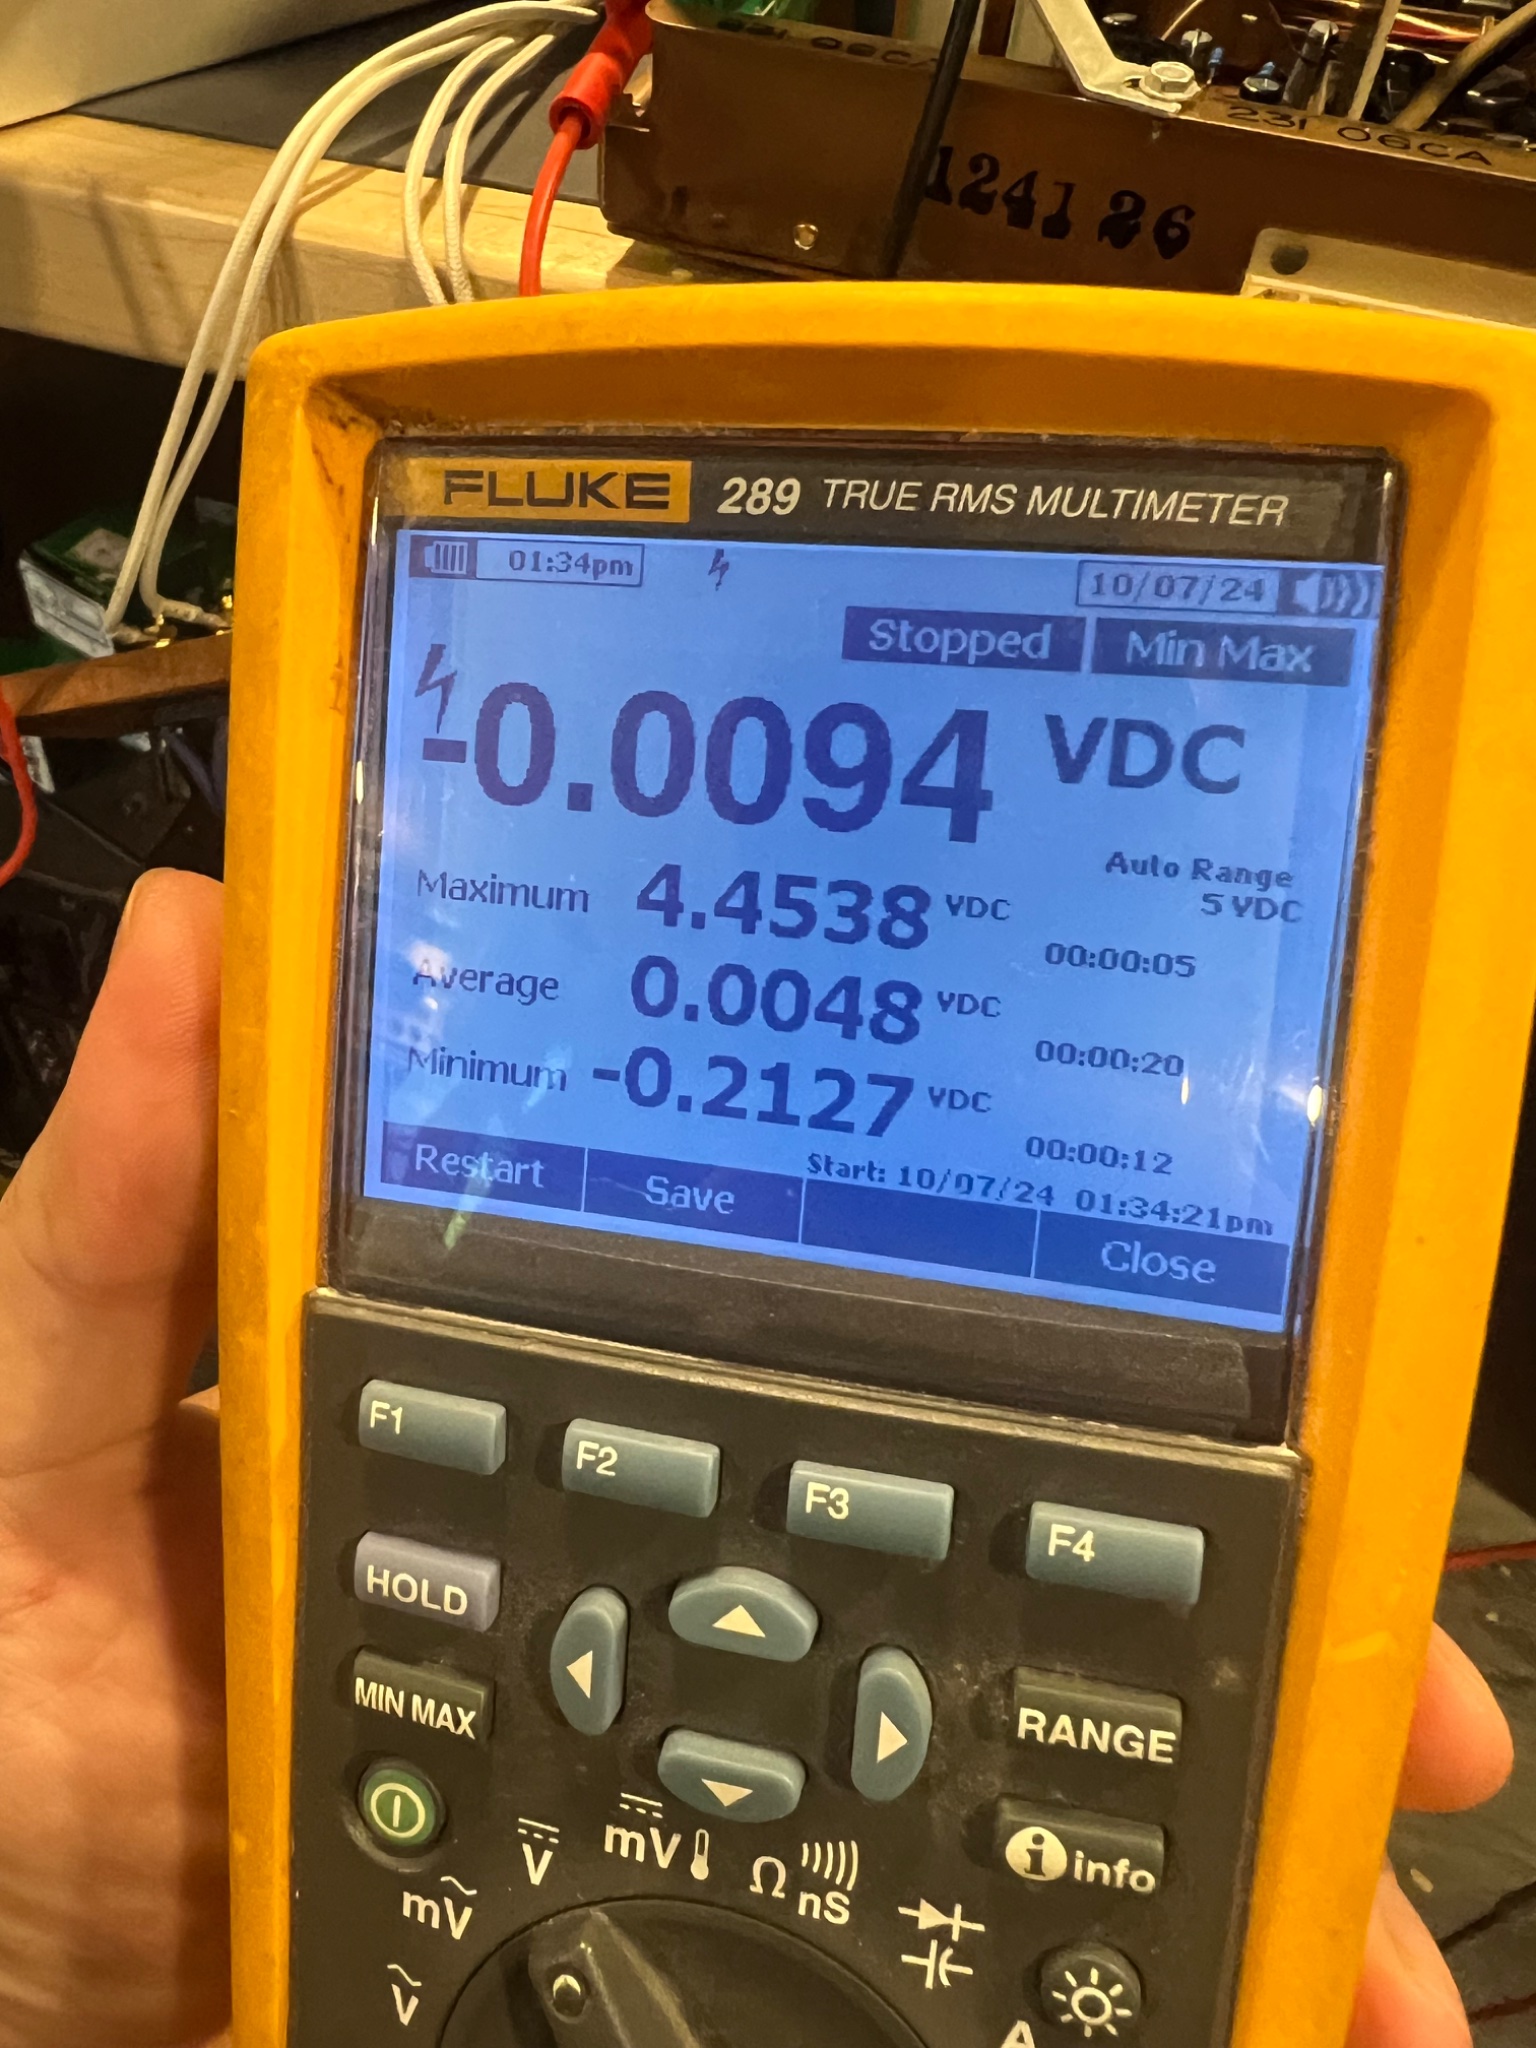 231 06CA
1241 26
FLUKE 289 TRUE RMS MULTIMETER
01:34pm 10/07/24
Stopped Min Max
-0.0094 VDC
Auto Range
5 VDC
Maximum 4.4538 VDC
00:00:05
Average 0.0048 VDC
00:00:20
Minimum -0.2127 VDC
00:00:12
Start: 10/07/24 01:34:21pm
Restart Save Close
F1 F2 F3 F4
HOLD
MIN MAX
RANGE
info
V
mV
Ω
nS
mV
V
A